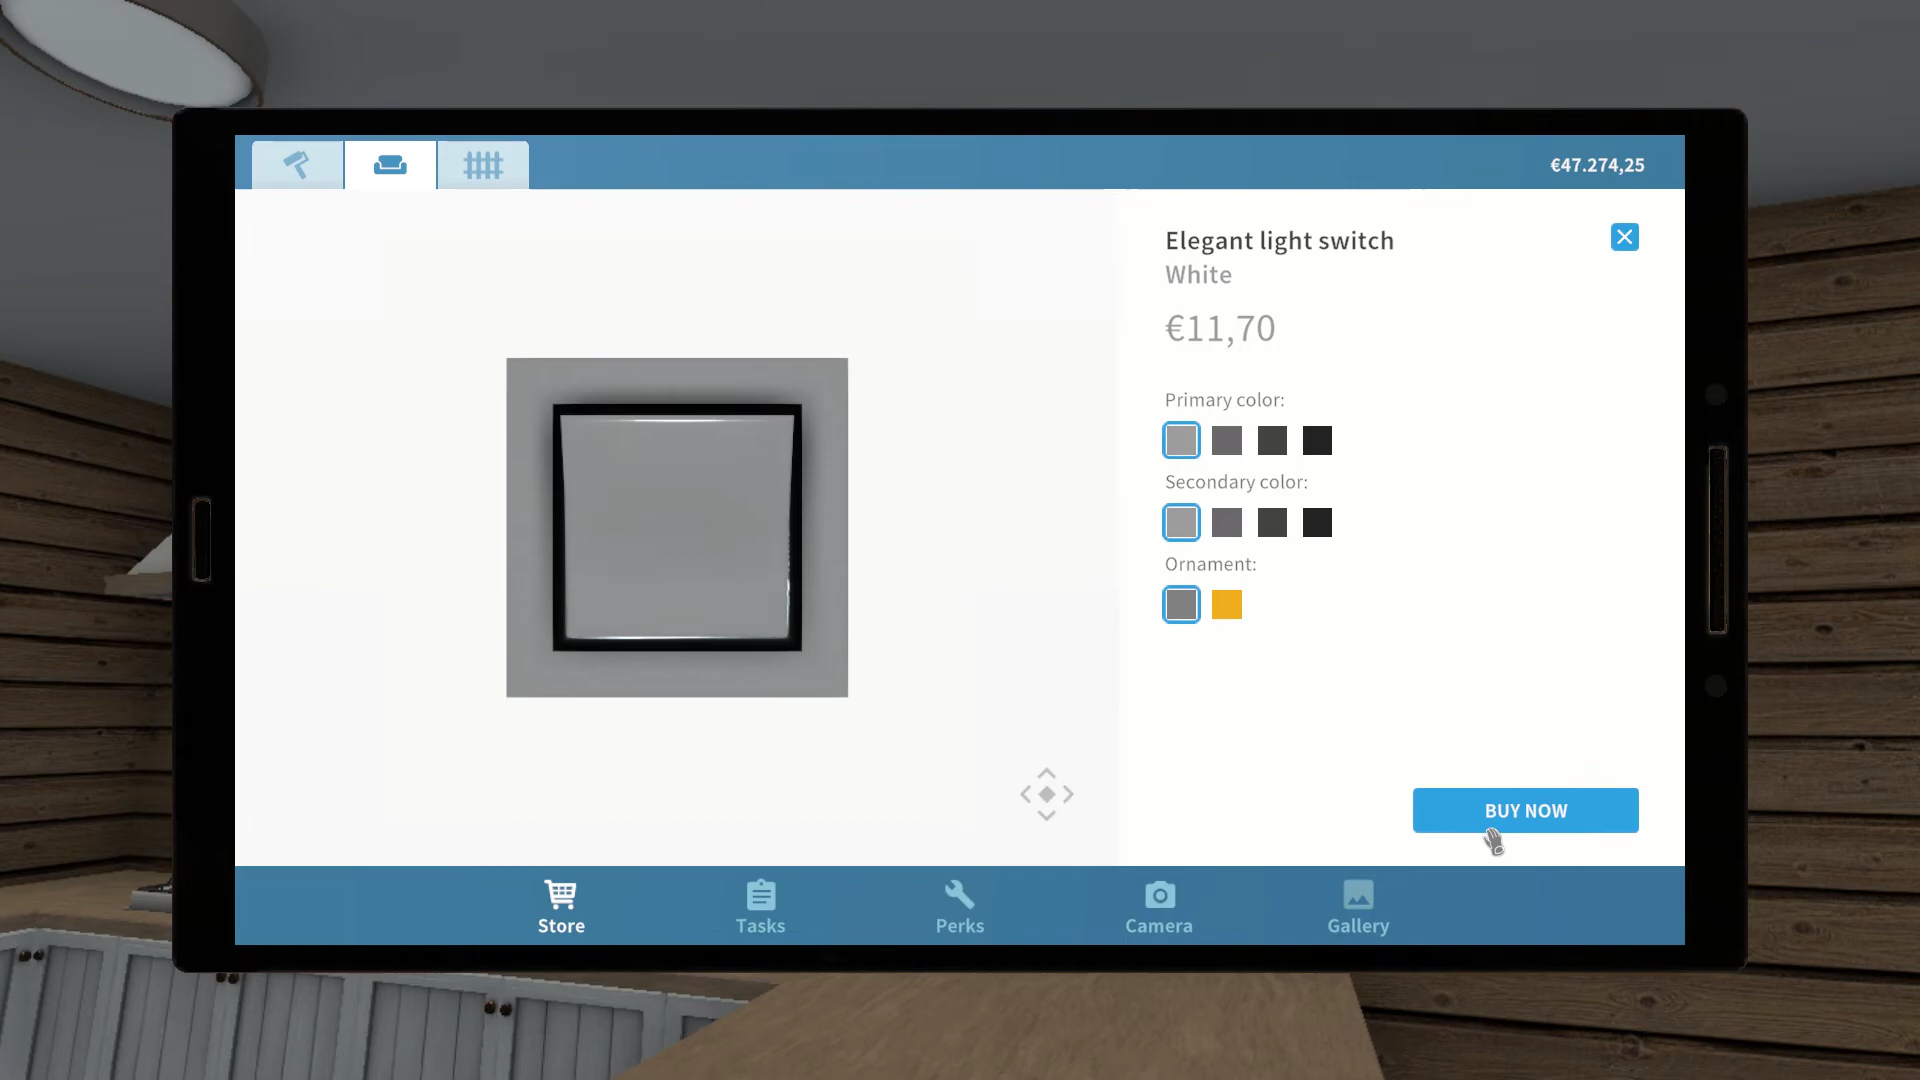 €47.274,25
Elegant light switch
White
€11,70
Primary color:
Secondary color:
Ornament:
BUY NOW
Store
Tasks
Perks
Camera
Gallery